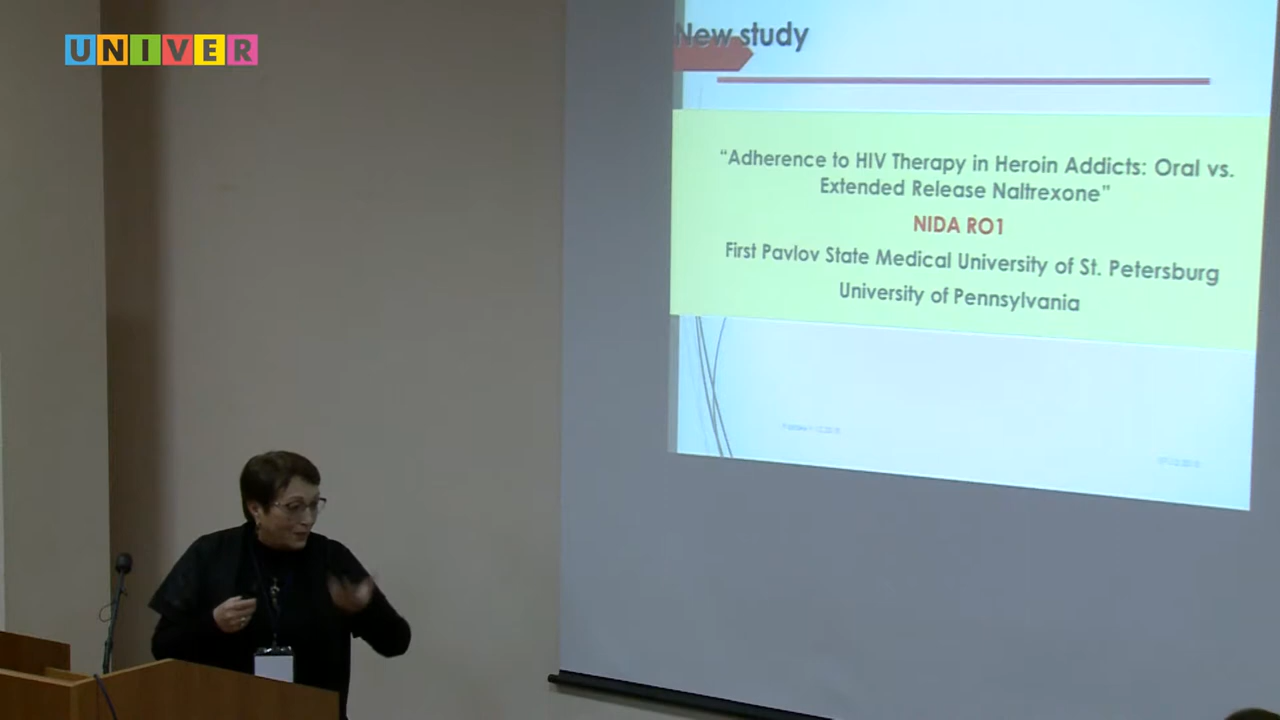 UNIVER
New study
“Adherence to HIV Therapy in Heroin Addicts: Oral vs.
Extended Release Naltrexone”
NIDA RO1
First Pavlov State Medical University of St. Petersburg
University of Pennsylvania